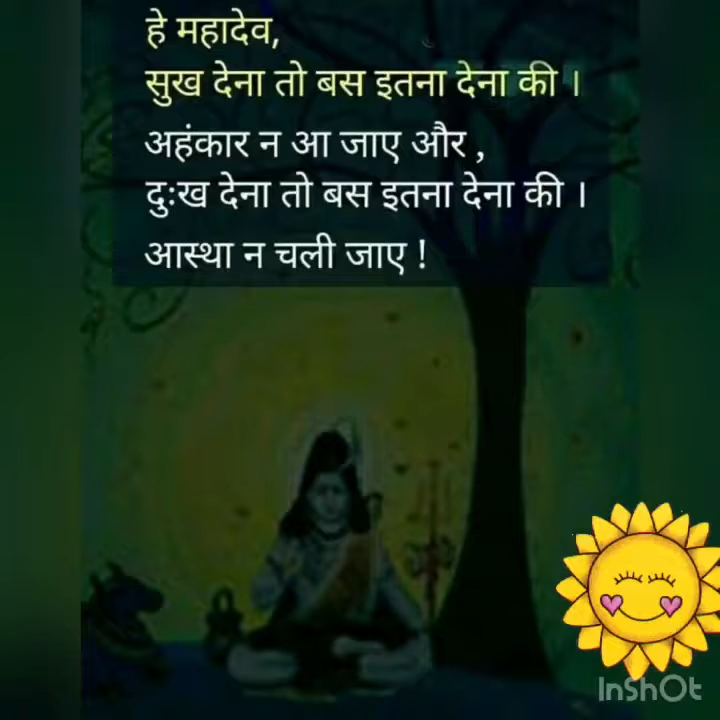 हे महादेव,
सुख देना तो बस इतना देना की ।
अहंकार न आ जाए और ,
दुःख देना तो बस इतना देना की ।
आस्था न चली जाए !
InShOt